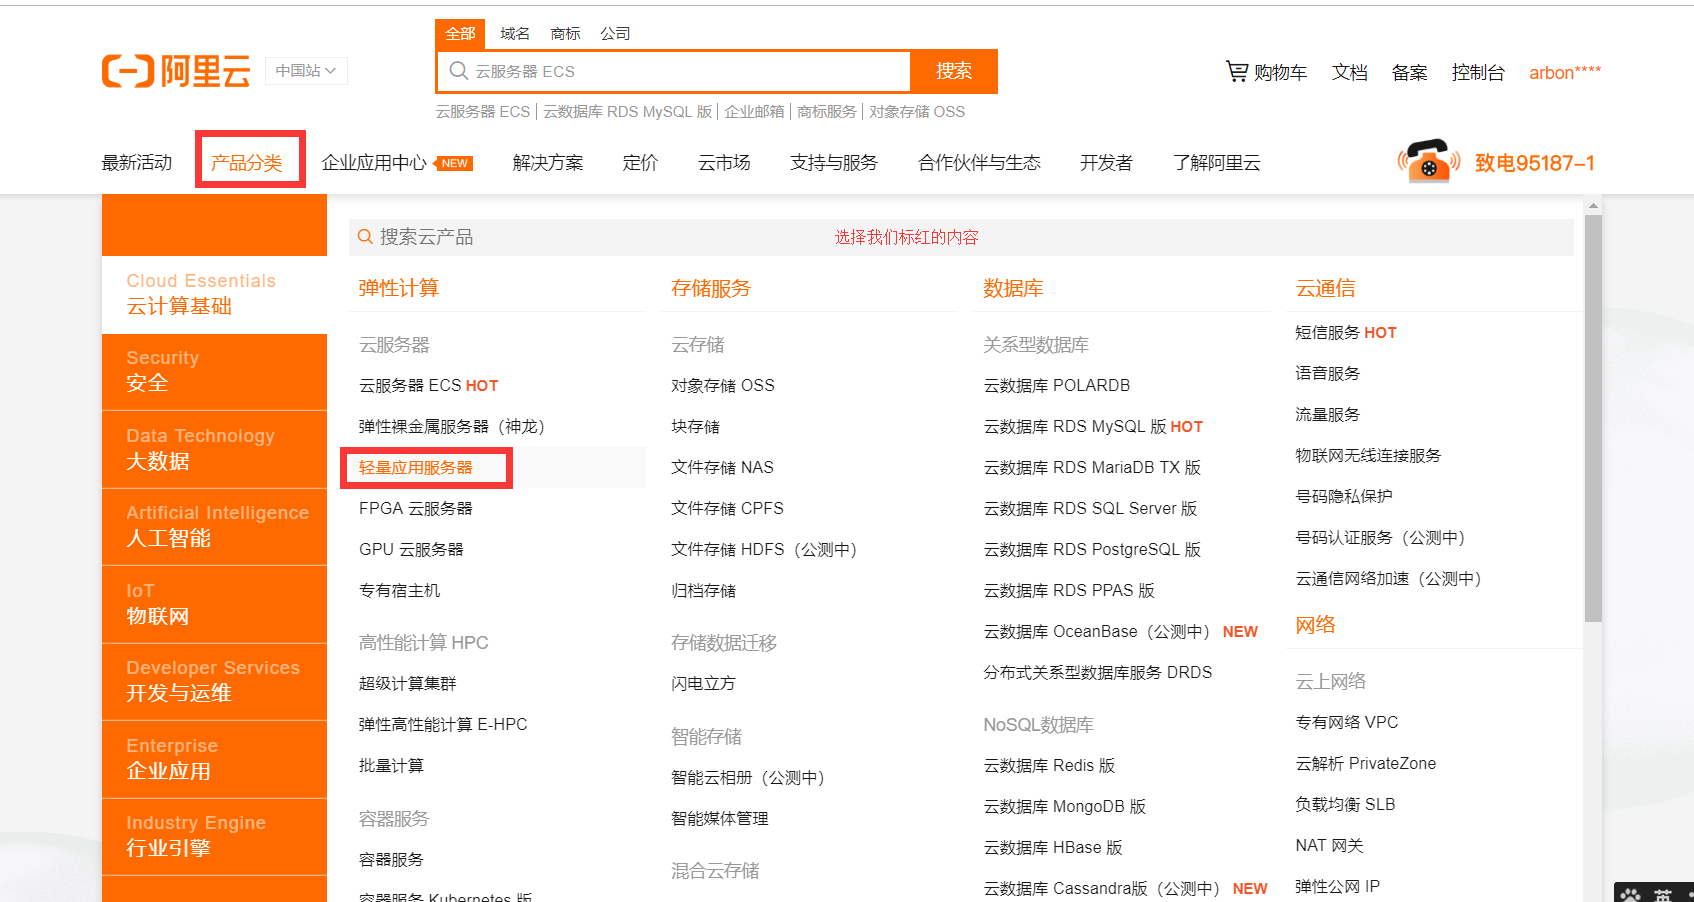 全部 域名 商标 公司
阿里云 中国站
云服务器 ECS 搜索
购物车 文档 备案 控制台 arbon****
云服务器 ECS | 云数据库 RDS MySQL 版 | 企业邮箱 | 商标服务 | 对象存储 OSS
最新活动 产品分类 企业应用中心 NEW 解决方案 定价 云市场 支持与服务 合作伙伴与生态 开发者 了解阿里云 致电95187-1
Cloud Essentials
云计算基础
Security
安全
Data Technology
大数据
Artificial Intelligence
人工智能
IoT
物联网
Developer Services
开发与运维
Enterprise
企业应用
Industry Engine
行业引擎
搜索云产品 选择我们标红的内容
弹性计算
云服务器
云服务器 ECS HOT
弹性裸金属服务器（神龙）
轻量应用服务器
FPGA 云服务器
GPU 云服务器
专有宿主机
高性能计算 HPC
超级计算集群
弹性高性能计算 E-HPC
批量计算
容器服务
容器服务
容器服务 Kubernetes 版
存储服务
云存储
对象存储 OSS
块存储
文件存储 NAS
文件存储 CPFS
文件存储 HDFS（公测中）
归档存储
存储数据迁移
闪电立方
智能存储
智能云相册（公测中）
智能媒体管理
混合云存储
数据库
关系型数据库
云数据库 POLARDB
云数据库 RDS MySQL 版 HOT
云数据库 RDS MariaDB TX 版
云数据库 RDS SQL Server 版
云数据库 RDS PostgreSQL 版
云数据库 RDS PPAS 版
云数据库 OceanBase（公测中） NEW
分布式关系型数据库服务 DRDS
NoSQL数据库
云数据库 Redis 版
云数据库 MongoDB 版
云数据库 HBase 版
云数据库 Cassandra版（公测中） NEW
云通信
短信服务 HOT
语音服务
流量服务
物联网无线连接服务
号码隐私保护
号码认证服务（公测中）
云通信网络加速（公测中）
网络
云上网络
专有网络 VPC
云解析 PrivateZone
负载均衡 SLB
NAT 网关
弹性公网 IP
英